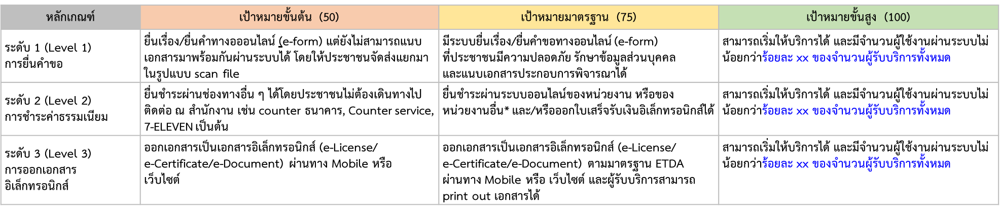 หลักเกณฑ์
เป้าหมายขั้นต้น (50)
เป้าหมายมาตรฐาน (75)
เป้าหมายขั้นสูง (100)
ระดับ 1 (Level 1)
การยื่นคำขอ
ยื่นเรื่อง/ยื่นคำทางอออนไลน์ (e-form) แต่ยังไม่สามารถแนบ
เอกสารมาพร้อมกันผ่านระบบได้ โดยให้ประชาชนจัดส่งแยกมา
ในรูปแบบ scan file
มีระบบยื่นเรื่อง/ยื่นคำขอทางออนไลน์ (e-form)
ที่ประชาชนมีความปลอดภัย รักษาข้อมูลส่วนบุคคล
และแนบเอกสารประกอบการพิจารณาได้
สามารถเริ่มให้บริการได้ และมีจำนวนผู้ใช้งานผ่านระบบไม่
น้อยกว่าร้อยละ xx ของจำนวนผู้รับบริการทั้งหมด
ระดับ 2 (Level 2)
การชำระค่าธรรมเนียม
ยื่นชำระผ่านช่องทางอื่น ๆ ได้โดยประชาชนไม่ต้องเดินทางไป
ติดต่อ ณ สำนักงาน เช่น counter ธนาคาร, Counter service,
7-ELEVEN เป็นต้น
ยื่นชำระผ่านระบบออนไลน์ของหน่วยงาน หรือของ
หน่วยงานอื่น* และ/หรือออกใบเสร็จรับเงินอิเล็กทรอนิกส์ได้
สามารถเริ่มให้บริการได้ และมีจำนวนผู้ใช้งานผ่านระบบไม่
น้อยกว่าร้อยละ xx ของจำนวนผู้รับบริการทั้งหมด
ระดับ 3 (Level 3)
การออกเอกสาร
อิเล็กทรอนิกส์
ออกเอกสารเป็นเอกสารอิเล็กทรอนิกส์ (e-License/
e-Certificate/e-Document) ผ่านทาง Mobile หรือ
เว็บไซต์
ออกเอกสารเป็นเอกสารอิเล็กทรอนิกส์ (e-License/
e-Certificate/e-Document) ตามมาตรฐาน ETDA
ผ่านทาง Mobile หรือ เว็บไซต์ และผู้รับบริการสามารถ
print out เอกสารได้
สามารถเริ่มให้บริการได้ และมีจำนวนผู้ใช้งานผ่านระบบไม่
น้อยกว่าร้อยละ xx ของจำนวนผู้รับบริการทั้งหมด